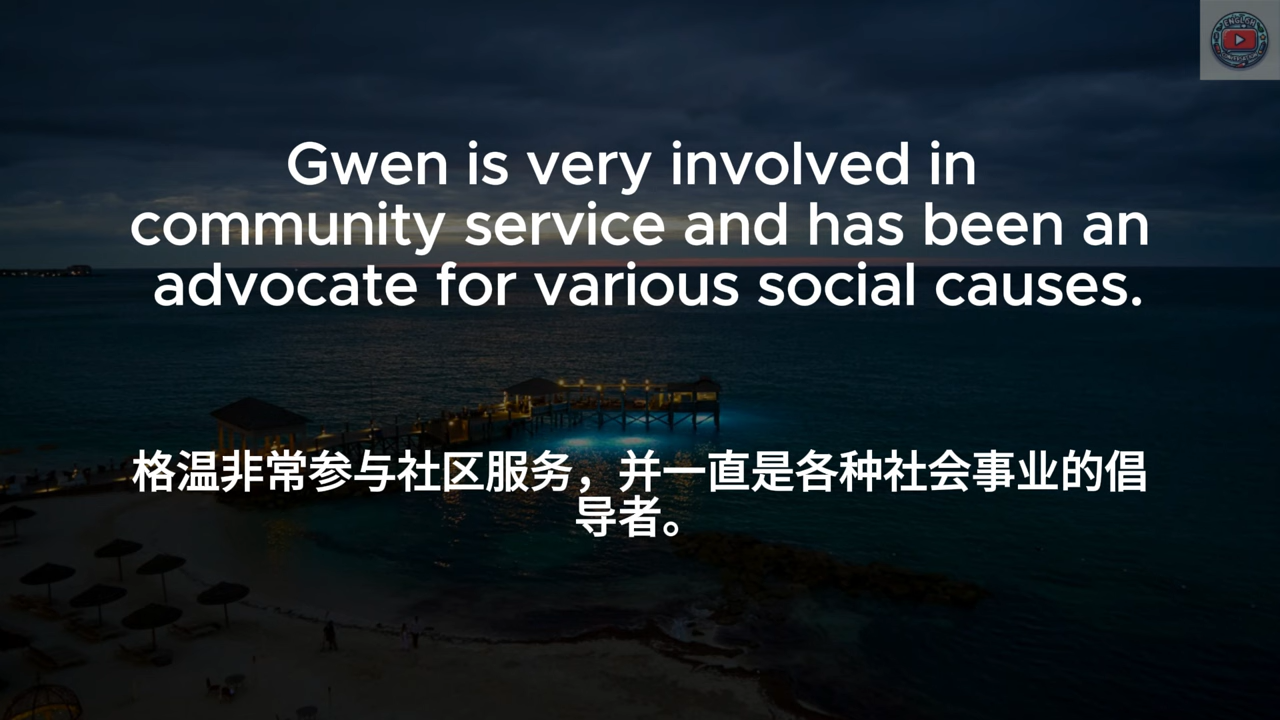 Gwen is very involved in
community service and has been an
advocate for various social causes.
格温非常参与社区服务，并一直是各种社会事业的倡
导者。